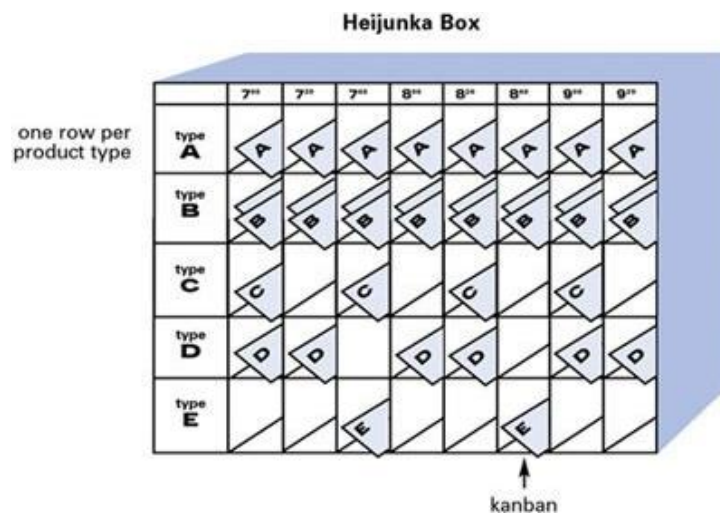 Heijunka Box
7⁰⁰ 7²⁰ 7⁴⁰ 8⁰⁰ 8²⁰ 8⁴⁰ 9⁰⁰ 9²⁰
one row per
product type
type
A
A A A A A A A A
type
B
B B B B B B B B
type
C
C C C C
type
D
D D D D D D
type
E
E E
kanban